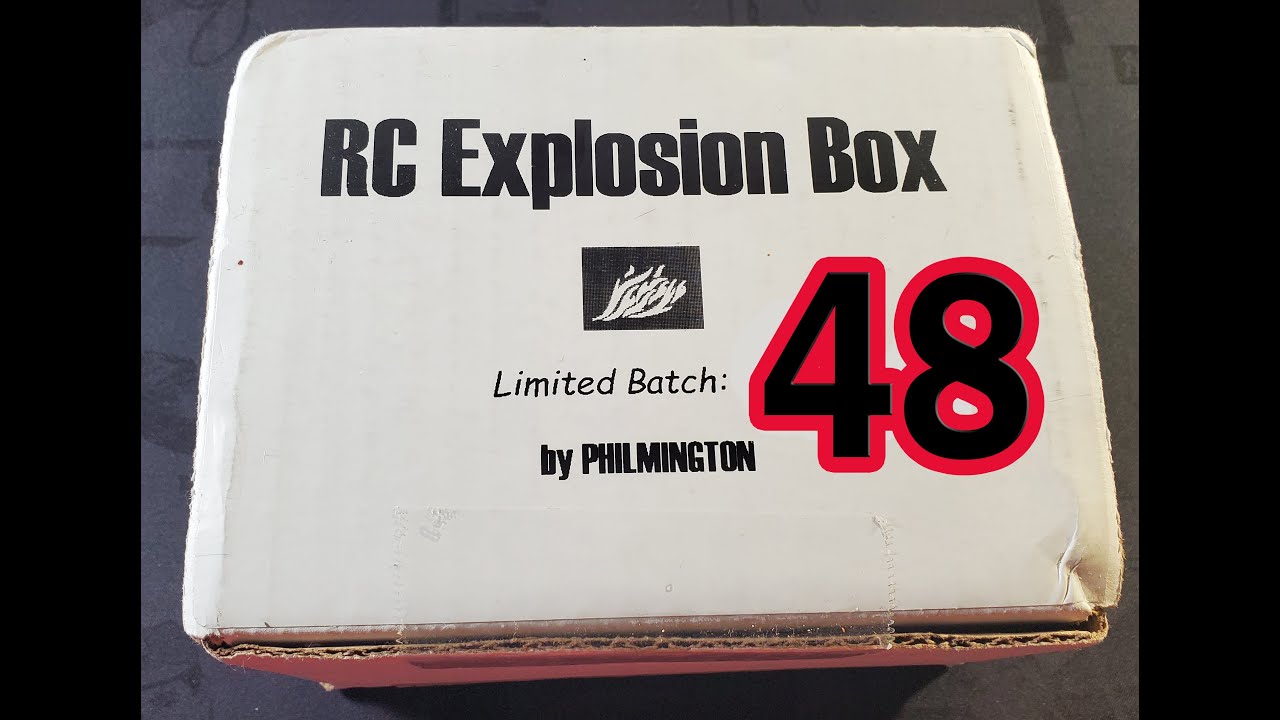 RC Explosion Box
Limited Batch: 48
by PHILMINGTON